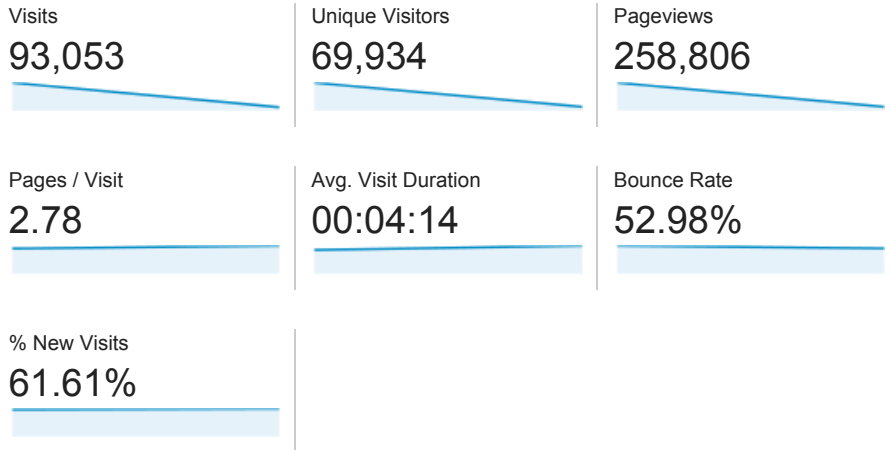 Visits
93,053
Unique Visitors
69,934
Pageviews
258,806
Pages / Visit
2.78
Avg. Visit Duration
00:04:14
Bounce Rate
52.98%
% New Visits
61.61%